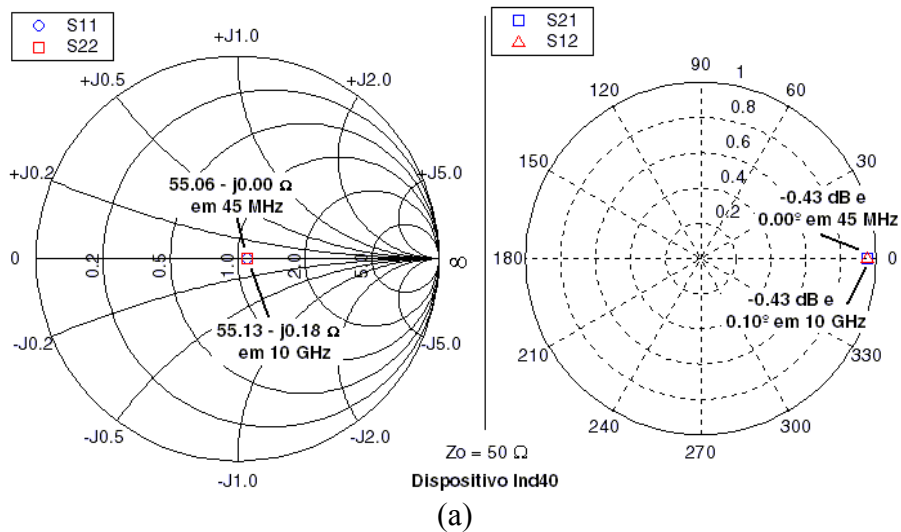 S11
S22
+J1.0
+J0.5
+J2.0
+J0.2
+J5.0
55.06 - j0.00 Ω
em 45 MHz
0
0.2
0.5
1.0
2.0
5.0
∞
55.13 - j0.18 Ω
em 10 GHz
-J0.2
-J5.0
-J0.5
-J2.0
-J1.0
S21
S12
90
1
120
60
0.8
0.6
150
30
0.4
0.2
-0.43 dB e
0.00º em 45 MHz
180
0
-0.43 dB e
0.10º em 10 GHz
210
330
240
300
270
Zo = 50 Ω
Dispositivo Ind40
(a)